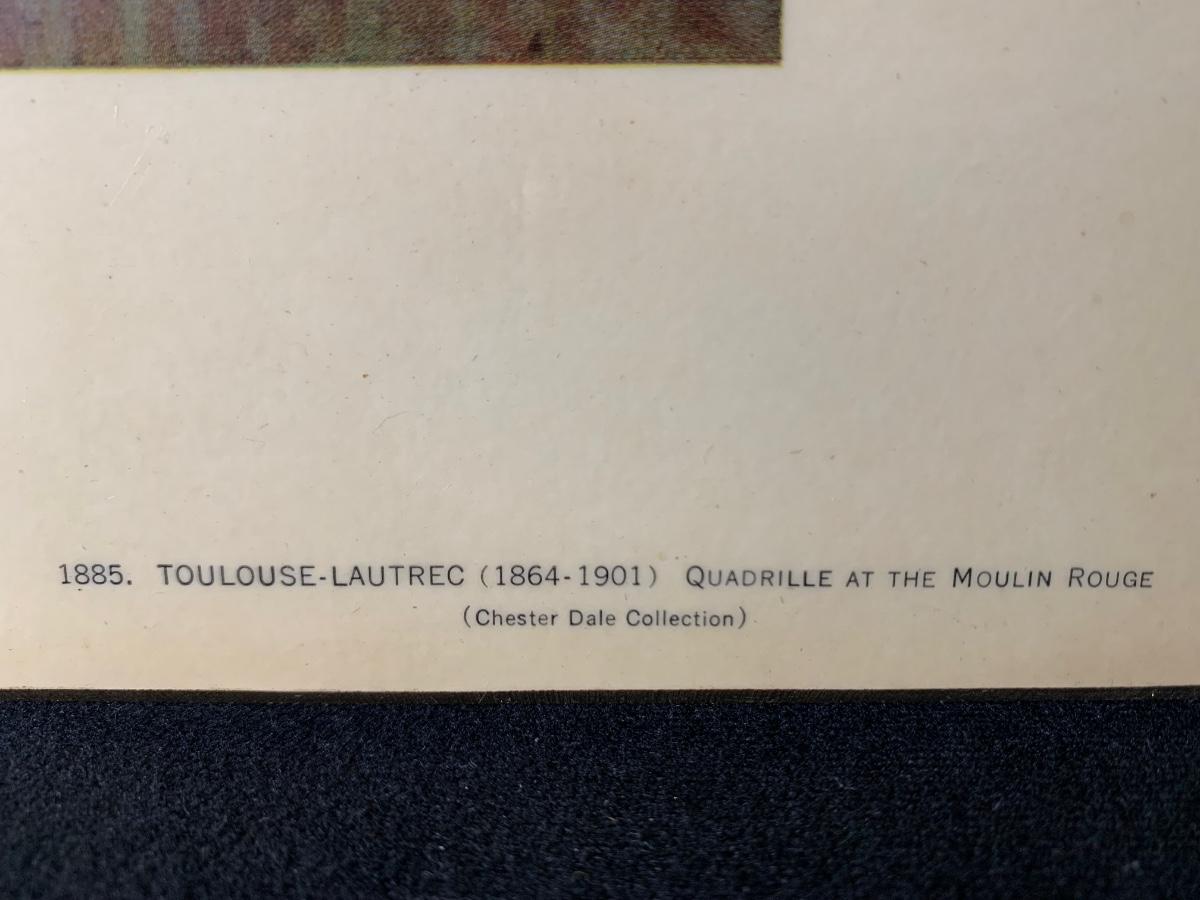 1885. TOULOUSE-LAUTREC (1864-1901) QUADRILLE AT THE MOULIN ROUGE
(Chester Dale Collection)